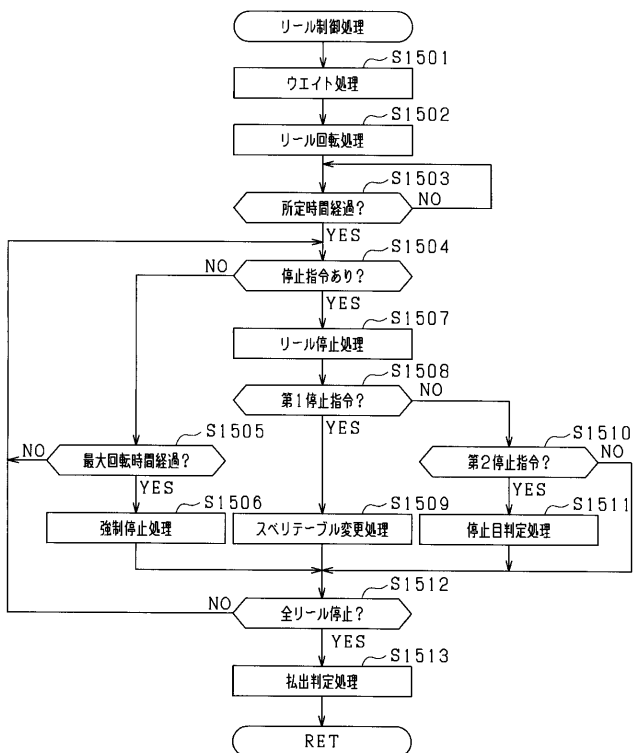 リール制御処理
S1501
ウエイト処理
S1502
リール回転処理
S1503
所定時間経過?
NO
YES
S1504
NO
停止指令あり?
YES
S1507
リール停止処理
S1508
第1停止指令?
NO
YES
S1505
NO
最大回転時間経過?
YES
S1510
第2停止指令?
NO
YES
S1506
強制停止処理
S1509
スベリテーブル変更処理
S1511
停止目判定処理
S1512
NO
全リール停止?
YES
S1513
払出判定処理
RET